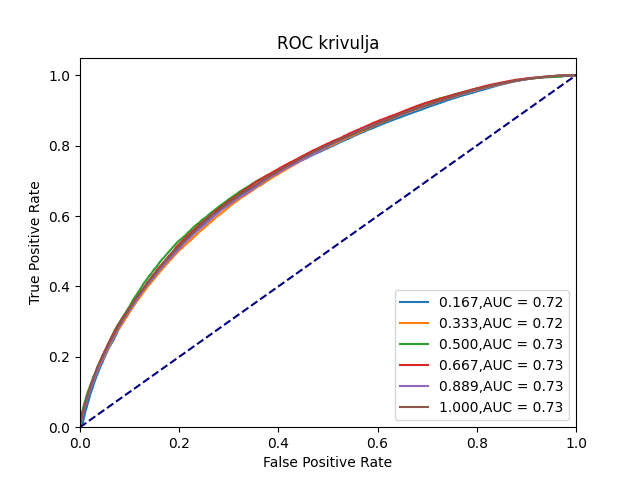 ROC krivulja
True Positive Rate
1.0
0.8
0.6
0.4
0.2
0.0
0.167,AUC = 0.72
0.333,AUC = 0.72
0.500,AUC = 0.73
0.667,AUC = 0.73
0.889,AUC = 0.73
1.000,AUC = 0.73
0.0 0.2 0.4 0.6 0.8 1.0
False Positive Rate